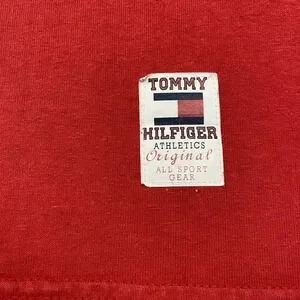 TOMMY
HILFIGER
ATHLETICS
Original
ALL SPORT
GEAR